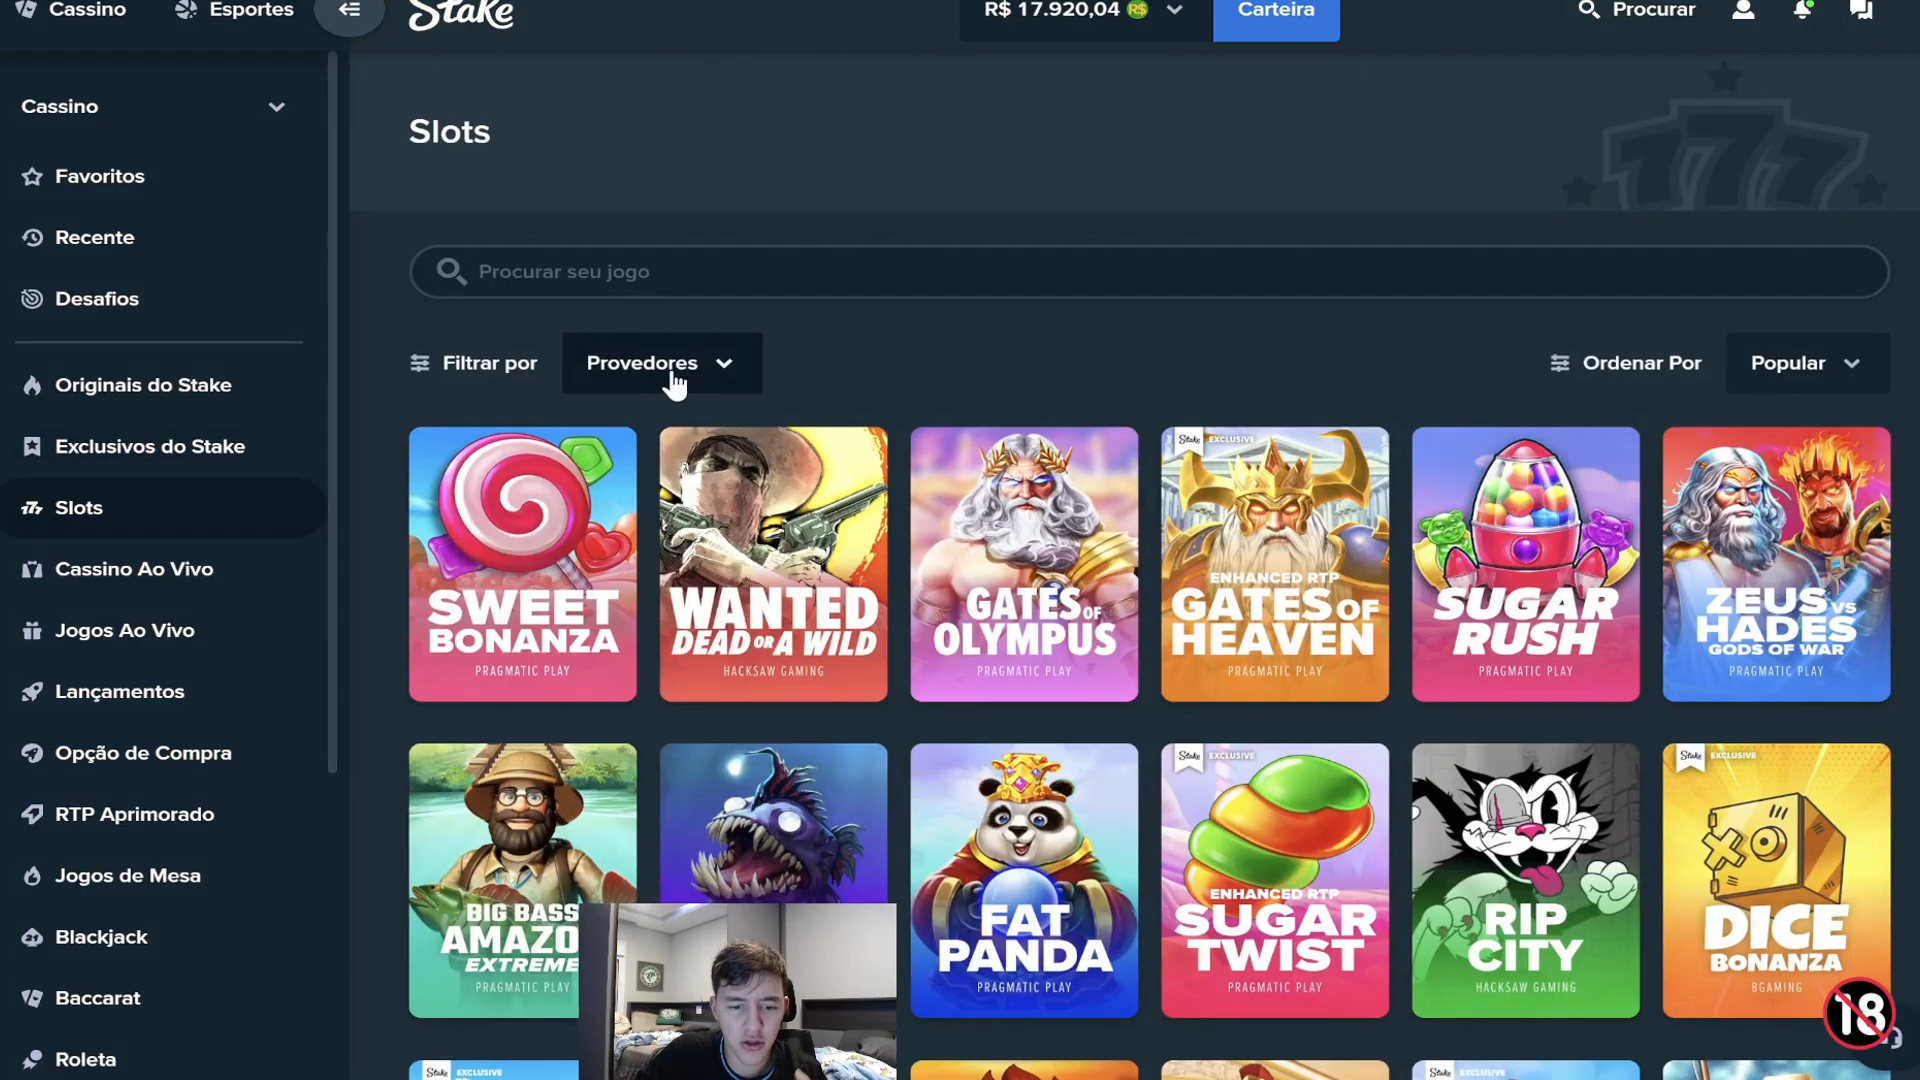 Cassino
Esportes
Stake
R$ 17.920,04
R$
Carteira
Procurar
Cassino
Favoritos
Recente
Desafios
Originais do Stake
Exclusivos do Stake
Slots
Cassino Ao Vivo
Jogos Ao Vivo
Lançamentos
Opção de Compra
RTP Aprimorado
Jogos de Mesa
Blackjack
Baccarat
Roleta
Slots
777
Procurar seu jogo
Filtrar por
Provedores
Ordenar Por
Popular
SWEET
BONANZA
PRAGMATIC PLAY
WANTED
DEAD OR A WILD
HACKSAW GAMING
GATES OF
OLYMPUS
PRAGMATIC PLAY
Stake EXCLUSIVE
ENHANCED RTP
GATES OF
HEAVEN
PRAGMATIC PLAY
SUGAR
RUSH
PRAGMATIC PLAY
ZEUS VS
HADES
GODS OF WAR
PRAGMATIC PLAY
BIG BASS
AMAZO
EXTREME
PRAGMATIC PLAY
FAT
PANDA
PRAGMATIC PLAY
Stake EXCLUSIVE
ENHANCED RTP
SUGAR
TWIST
PRAGMATIC PLAY
RIP
CITY
HACKSAW GAMING
Stake EXCLUSIVE
DICE
BONANZA
BGAMING
18
Stake EXCLUSIVE
Stake EXCLUSIVE